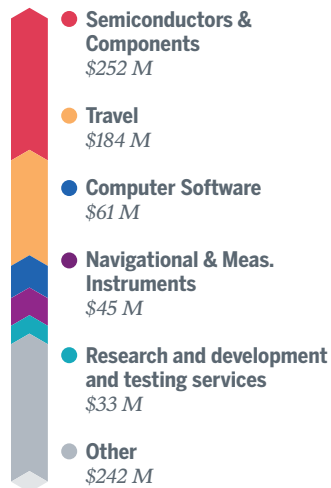 Semiconductors &
Components
$252 M
Travel
$184 M
Computer Software
$61 M
Navigational & Meas.
Instruments
$45 M
Research and development
and testing services
$33 M
Other
$242 M